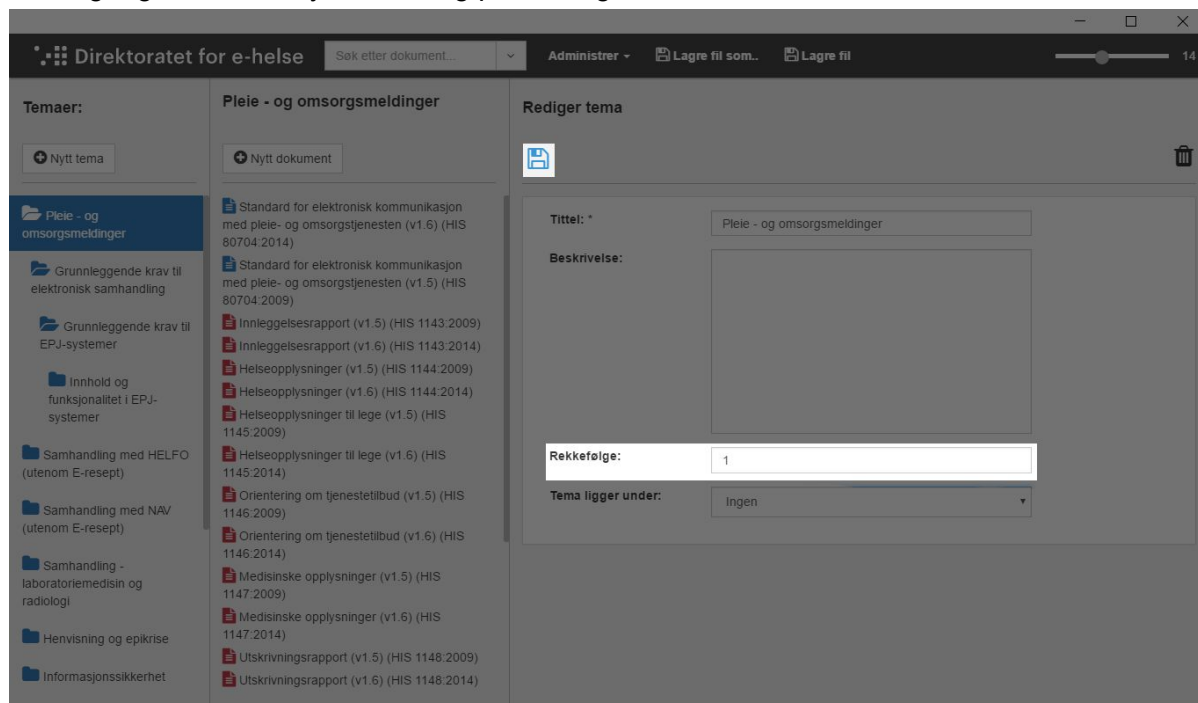 Direktoratet for e-helse
Søk etter dokument...
Administrer
Lagre fil som..
Lagre fil
14
Temaer:
Nytt tema
Pleie - og
omsorgsmeldinger
Grunnleggende krav til
elektronisk samhandling
Grunnleggende krav til
EPJ-systemer
Innhold og
funksjonalitet i EPJ-
systemer
Samhandling med HELFO
(utenom E-resept)
Samhandling med NAV
(utenom E-resept)
Samhandling -
laboratoriemedisin og
radiologi
Henvisning og epikrise
Informasjonssikkerhet
Pleie - og omsorgsmeldinger
Nytt dokument
Standard for elektronisk kommunikasjon
med pleie- og omsorgstjenesten (v1.6) (HIS
80704:2014)
Standard for elektronisk kommunikasjon
med pleie- og omsorgstjenesten (v1.5) (HIS
80704:2009)
Innleggelsesrapport (v1.5) (HIS 1143:2009)
Innleggelsesrapport (v1.6) (HIS 1143:2014)
Helseopplysninger (v1.5) (HIS 1144:2009)
Helseopplysninger (v1.6) (HIS 1144:2014)
Helseopplysninger til lege (v1.5) (HIS
1145:2009)
Helseopplysninger til lege (v1.6) (HIS
1145:2014)
Orientering om tjenestetilbud (v1.5) (HIS
1146:2009)
Orientering om tjenestetilbud (v1.6) (HIS
1146:2014)
Medisinske opplysninger (v1.5) (HIS
1147:2009)
Medisinske opplysninger (v1.6) (HIS
1147:2014)
Utskrivningsrapport (v1.5) (HIS 1148:2009)
Utskrivningsrapport (v1.6) (HIS 1148:2014)
Rediger tema
Tittel: *
Pleie - og omsorgsmeldinger
Beskrivelse:
Rekkefølge:
1
Tema ligger under:
Ingen